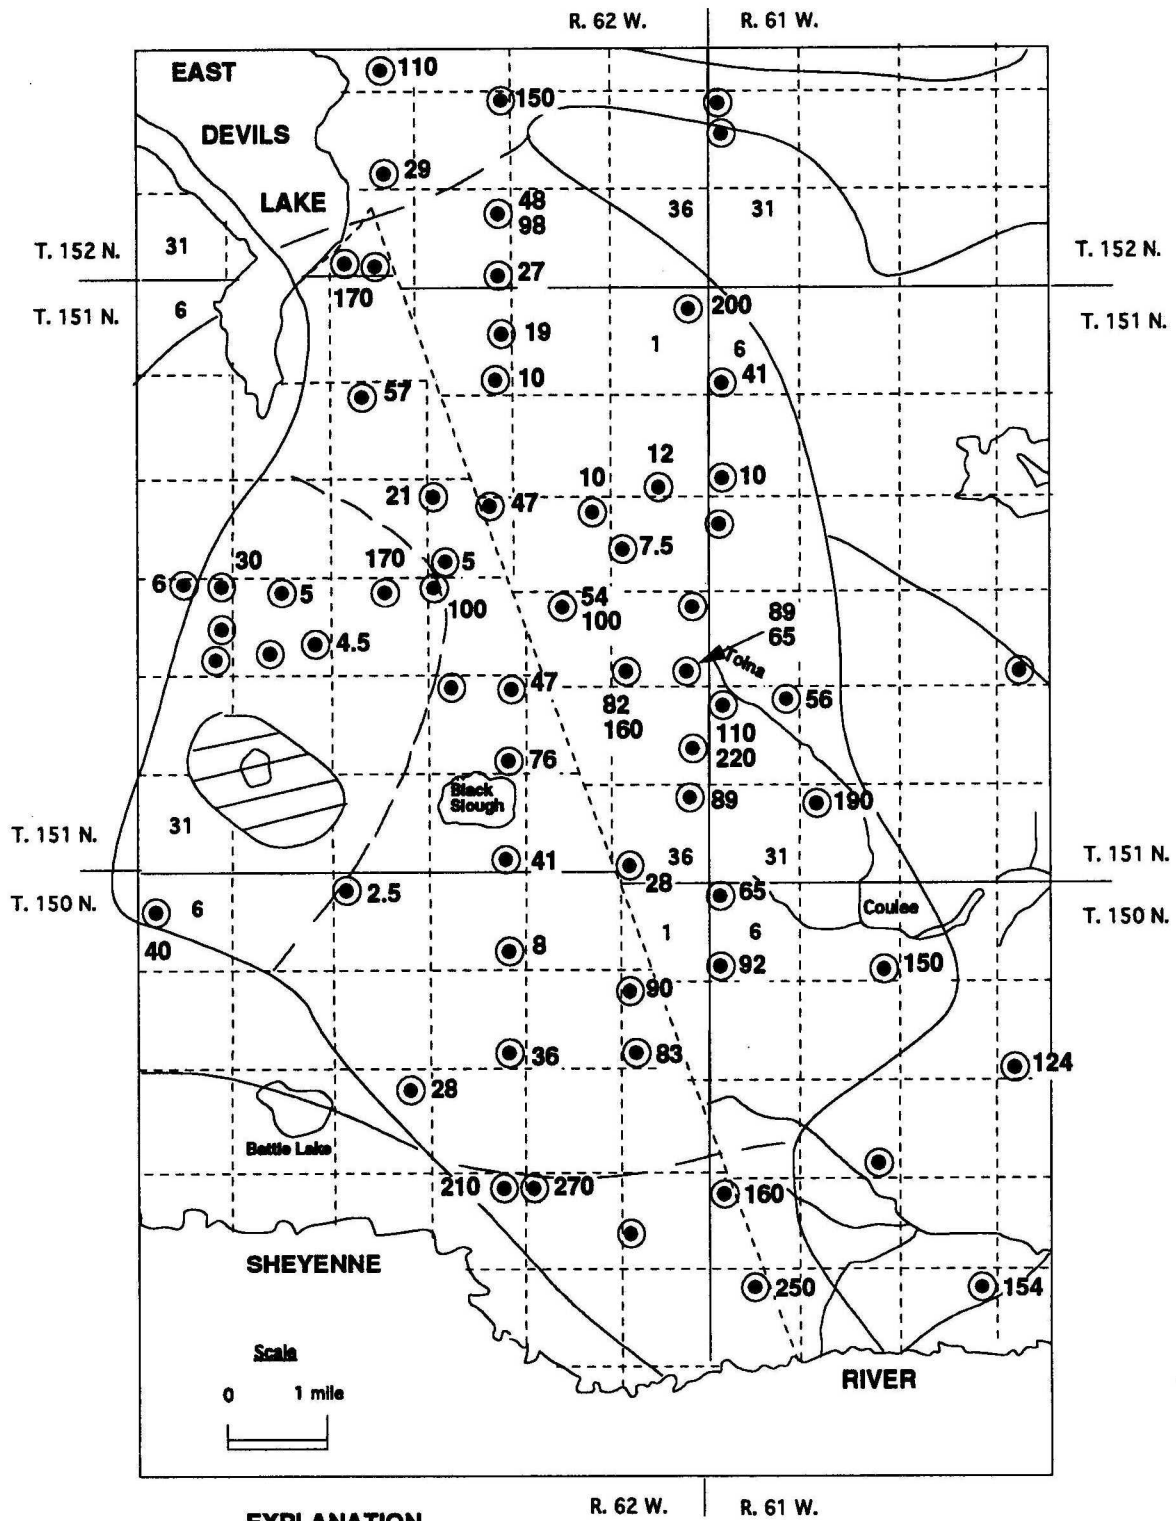 R. 62 W.
R. 61 W.
EAST
110
150
DEVILS
29
LAKE
48
98
36
31
31
T. 152 N.
T. 152 N.
27
170
T. 151 N.
6
200
T. 151 N.
19
1
6
10
41
57
12
10
10
21
47
7.5
30
170
5
6
5
100
54
100
89
65
4.5
Tolna
47
82
160
56
110
220
76
Black
Slough
89
190
31
T. 151 N.
41
36
31
T. 151 N.
28
2.5
65
T. 150 N.
6
Coulee
T. 150 N.
40
1
6
8
92
150
90
36
83
124
28
Battle Lake
210
270
160
SHEYENNE
250
154
Scale
RIVER
0
1 mile
R. 62 W.
R. 61 W.
EXPLANATION